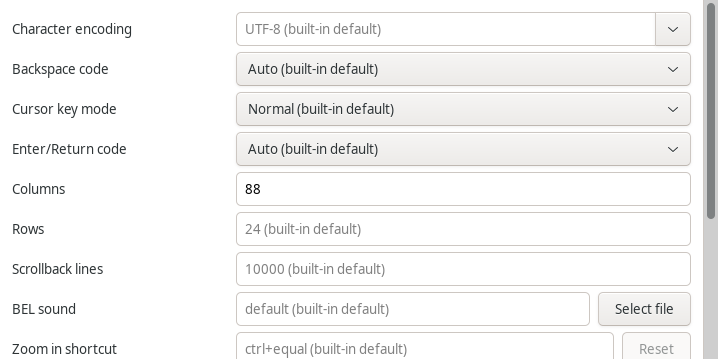 Character encoding UTF-8 (built-in default)
Backspace code Auto (built-in default)
Cursor key mode Normal (built-in default)
Enter/Return code Auto (built-in default)
Columns 88
Rows 24 (built-in default)
Scrollback lines 10000 (built-in default)
BEL sound default (built-in default) Select file
Zoom in shortcut ctrl+equal (built-in default) Reset